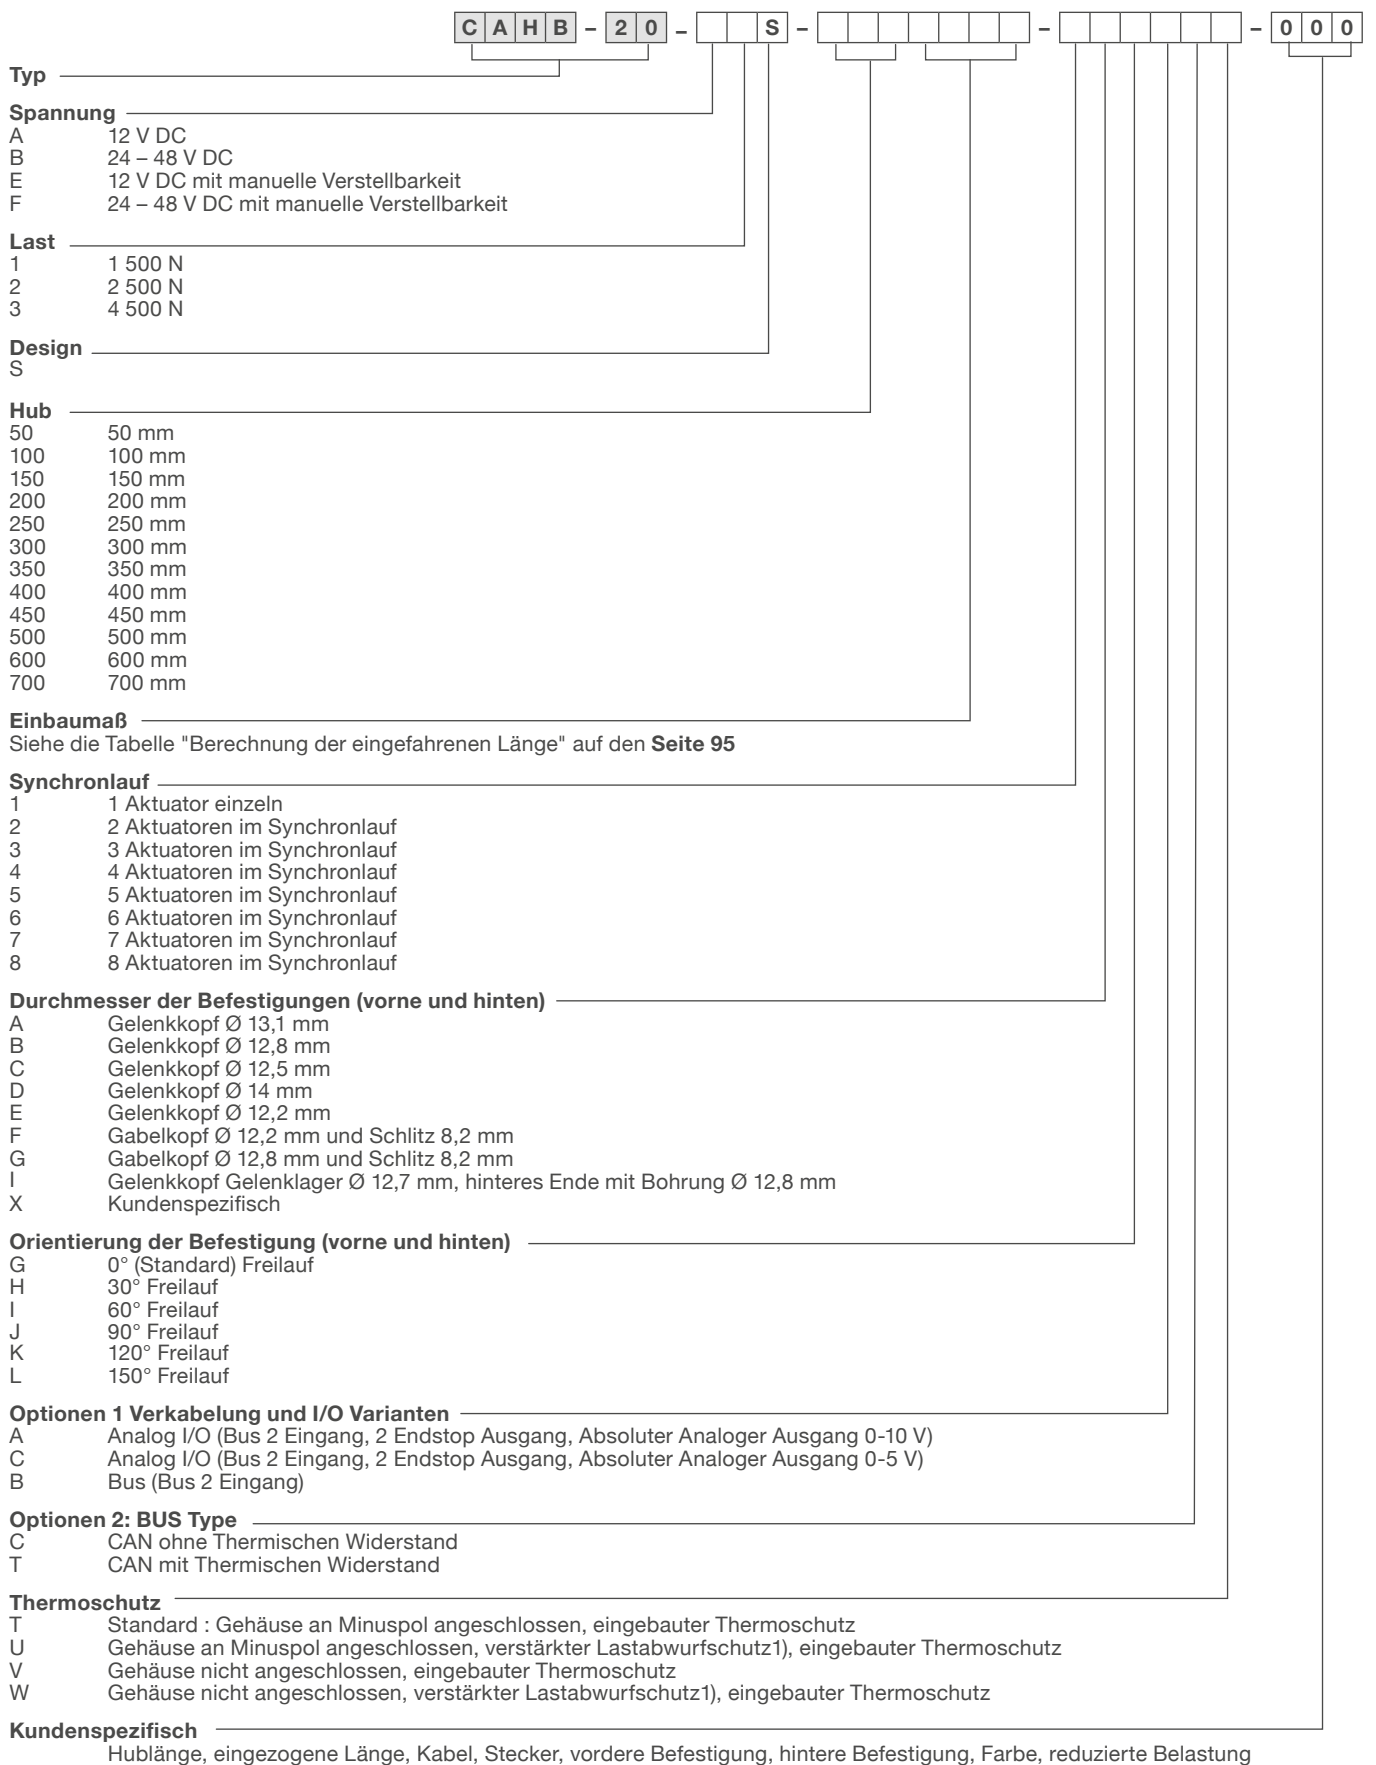 CAHB – 20 – S – – – 000
Typ
Spannung
A 12 V DC
B 24 – 48 V DC
E 12 V DC mit manuelle Verstellbarkeit
F 24 – 48 V DC mit manuelle Verstellbarkeit
Last
1 1 500 N
2 2 500 N
3 4 500 N
Design
S
Hub
50 50 mm
100 100 mm
150 150 mm
200 200 mm
250 250 mm
300 300 mm
350 350 mm
400 400 mm
450 450 mm
500 500 mm
600 600 mm
700 700 mm
Einbaumaß
Siehe die Tabelle "Berechnung der eingefahrenen Länge" auf den Seite 95
Synchronlauf
1 1 Aktuator einzeln
2 2 Aktuatoren im Synchronlauf
3 3 Aktuatoren im Synchronlauf
4 4 Aktuatoren im Synchronlauf
5 5 Aktuatoren im Synchronlauf
6 6 Aktuatoren im Synchronlauf
7 7 Aktuatoren im Synchronlauf
8 8 Aktuatoren im Synchronlauf
Durchmesser der Befestigungen (vorne und hinten)
A Gelenkkopf Ø 13,1 mm
B Gelenkkopf Ø 12,8 mm
C Gelenkkopf Ø 12,5 mm
D Gelenkkopf Ø 14 mm
E Gelenkkopf Ø 12,2 mm
F Gabelkopf Ø 12,2 mm und Schlitz 8,2 mm
G Gabelkopf Ø 12,8 mm und Schlitz 8,2 mm
I Gelenkkopf Gelenklager Ø 12,7 mm, hinteres Ende mit Bohrung Ø 12,8 mm
X Kundenspezifisch
Orientierung der Befestigung (vorne und hinten)
G 0° (Standard) Freilauf
H 30° Freilauf
I 60° Freilauf
J 90° Freilauf
K 120° Freilauf
L 150° Freilauf
Optionen 1 Verkabelung und I/O Varianten
A Analog I/O (Bus 2 Eingang, 2 Endstop Ausgang, Absoluter Analoger Ausgang 0-10 V)
C Analog I/O (Bus 2 Eingang, 2 Endstop Ausgang, Absoluter Analoger Ausgang 0-5 V)
B Bus (Bus 2 Eingang)
Optionen 2: BUS Type
C CAN ohne Thermischen Widerstand
T CAN mit Thermischen Widerstand
Thermoschutz
T Standard : Gehäuse an Minuspol angeschlossen, eingebauter Thermoschutz
U Gehäuse an Minuspol angeschlossen, verstärkter Lastabwurfschutz1), eingebauter Thermoschutz
V Gehäuse nicht angeschlossen, eingebauter Thermoschutz
W Gehäuse nicht angeschlossen, verstärkter Lastabwurfschutz1), eingebauter Thermoschutz
Kundenspezifisch
Hublänge, eingezogene Länge, Kabel, Stecker, vordere Befestigung, hintere Befestigung, Farbe, reduzierte Belastung